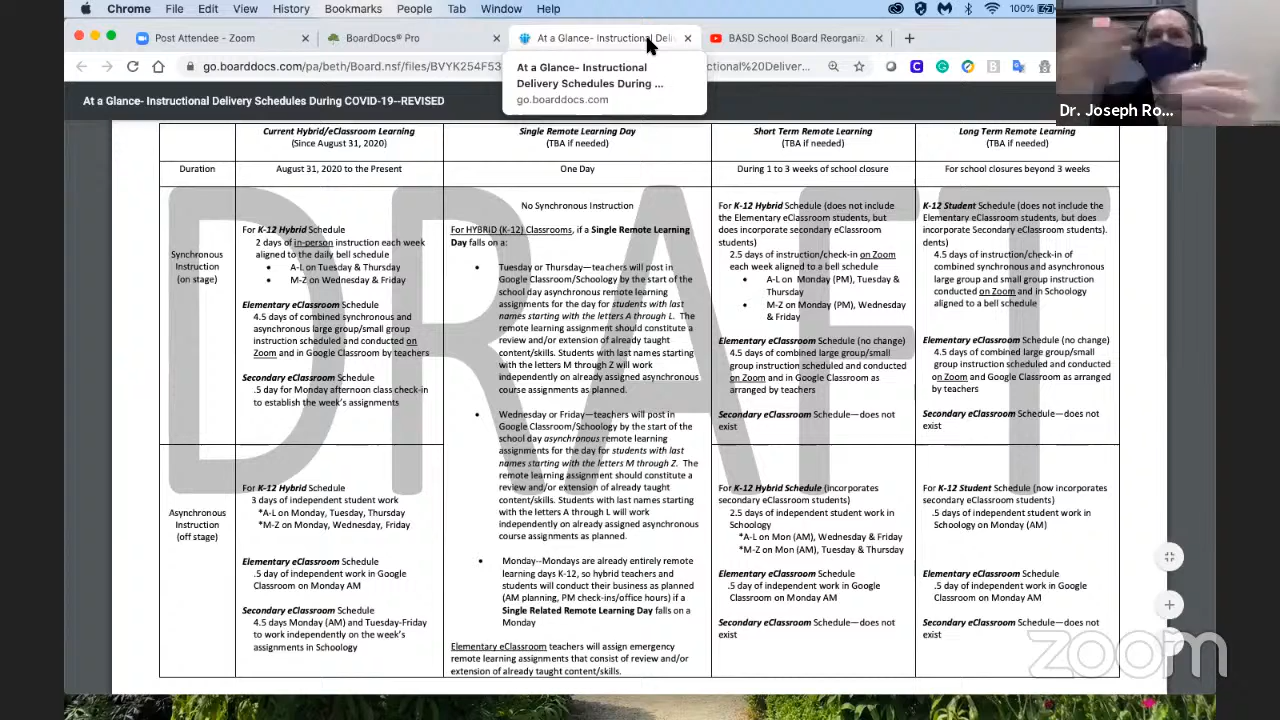 Chrome File Edit View History Bookmarks People Tab Window Help 100%
Post Attendee - Zoom
BoardDocs® Pro
At a Glance- Instructional Deliv
BASD School Board Reorganiz
go.boarddocs.com/pa/beth/Board.nsf/files/BVYK254F53
ctional%20Deliver...
At a Glance- Instructional
Delivery Schedules During ...
go.boarddocs.com
Dr. Joseph Ro...
At a Glance- Instructional Delivery Schedules During COVID-19--REVISED
Current Hybrid/eClassroom Learning
(Since August 31, 2020)
Single Remote Learning Day
(TBA if needed)
Short Term Remote Learning
(TBA if needed)
Long Term Remote Learning
(TBA if needed)
Duration
August 31, 2020 to the Present
One Day
During 1 to 3 weeks of school closure
For school closures beyond 3 weeks
DRAFT
Synchronous
Instruction
(on stage)
For K-12 Hybrid Schedule
2 days of in-person instruction each week
aligned to the daily bell schedule
• A-L on Tuesday & Thursday
• M-Z on Wednesday & Friday
Elementary eClassroom Schedule
4.5 days of combined synchronous and
asynchronous large group/small group
instruction scheduled and conducted on
Zoom and in Google Classroom by teachers
Secondary eClassroom Schedule
.5 day for Monday afternoon class check-in
to establish the week's assignments
No Synchronous Instruction
For HYBRID (K-12) Classrooms, if a Single Remote Learning
Day falls on a:
• Tuesday or Thursday—teachers will post in
Google Classroom/Schoology by the start of the
school day asynchronous remote learning
assignments for the day for students with last
names starting with the letters A through L. The
remote learning assignment should constitute a
review and/or extension of already taught
content/skills. Students with last names starting
with the letters M through Z will work
independently on already assigned asynchronous
course assignments as planned.
• Wednesday or Friday—teachers will post in
Google Classroom/Schoology by the start of the
school day asynchronous remote learning
assignments for the day for students with last
names starting with the letters M through Z. The
remote learning assignment should constitute a
review and/or extension of already taught
content/skills. Students with last names starting
with the letters A through L will work
independently on already assigned asynchronous
course assignments as planned.
• Monday--Mondays are already entirely remote
learning days K-12, so hybrid teachers and
students will conduct their business as planned
(AM planning, PM check-ins/office hours) if a
Single Related Remote Learning Day falls on a
Monday
Elementary eClassroom teachers will assign emergency
remote learning assignments that consist of review and/or
extension of already taught content/skills.
For K-12 Hybrid Schedule (does not include
the Elementary eClassroom students, but
does incorporate secondary eClassroom
students)
2.5 days of instruction/check-in on Zoom
each week aligned to a bell schedule
• A-L on Monday (PM), Tuesday &
Thursday
• M-Z on Monday (PM), Wednesday
& Friday
Elementary eClassroom Schedule (no change)
4.5 days of combined large group/small
group instruction scheduled and conducted
on Zoom and in Google Classroom as
arranged by teachers
Secondary eClassroom Schedule—does not
exist
K-12 Student Schedule (does not include the
Elementary eClassroom students, but does
incorporate Secondary eClassroom students).
dents)
4.5 days of instruction/check-in of
combined synchronous and asynchronous
large group and small group instruction
conducted on Zoom and in Schoology
aligned to a bell schedule
Elementary eClassroom Schedule (no change)
4.5 days of combined large group/small
group instruction scheduled and conducted
on Zoom and Google Classroom as arranged
by teachers
Secondary eClassroom Schedule—does not
exist
Asynchronous
Instruction
(off stage)
For K-12 Hybrid Schedule
3 days of independent student work
*A-L on Monday, Tuesday, Thursday
*M-Z on Monday, Wednesday, Friday
Elementary eClassroom Schedule
.5 day of independent work in Google
Classroom on Monday AM
Secondary eClassroom Schedule
4.5 days Monday (AM) and Tuesday-Friday
to work independently on the week's
assignments in Schoology
For K-12 Hybrid Schedule (incorporates
secondary eClassroom students)
2.5 days of independent student work in
Schoology
*A-L on Mon (AM), Wednesday & Friday
*M-Z on Mon (AM), Tuesday & Thursday
Elementary eClassroom Schedule
.5 day of independent work in Google
Classroom on Monday AM
Secondary eClassroom Schedule—does not
exist
For K-12 Student Schedule (now incorporates
secondary eClassroom students)
.5 day of independent student work in
Schoology on Monday (AM)
Elementary eClassroom Schedule
.5 day of independent work in Google
Classroom on Monday AM
Secondary eClassroom Schedule—does not
exist
zoom